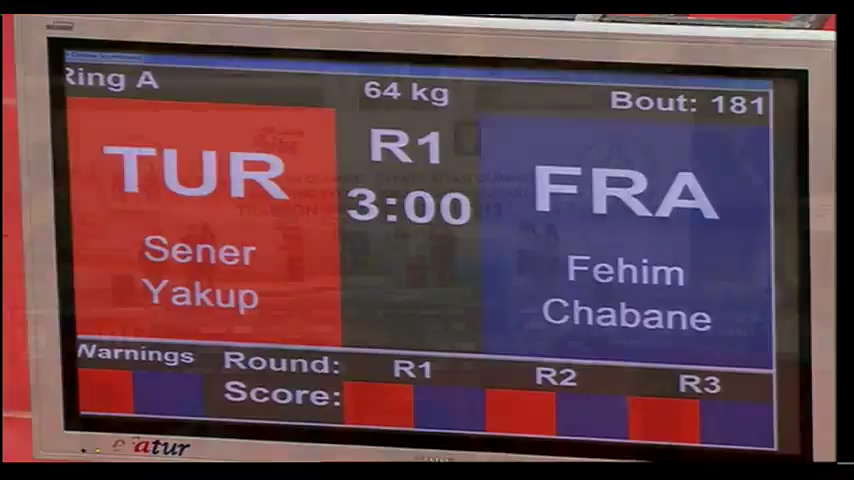 Ring A
64 kg
Bout: 181
TUR
R1
FRA
3:00
Sener
Yakup
Fehim
Chabane
Warnings
Round: R1 R2 R3
Score: